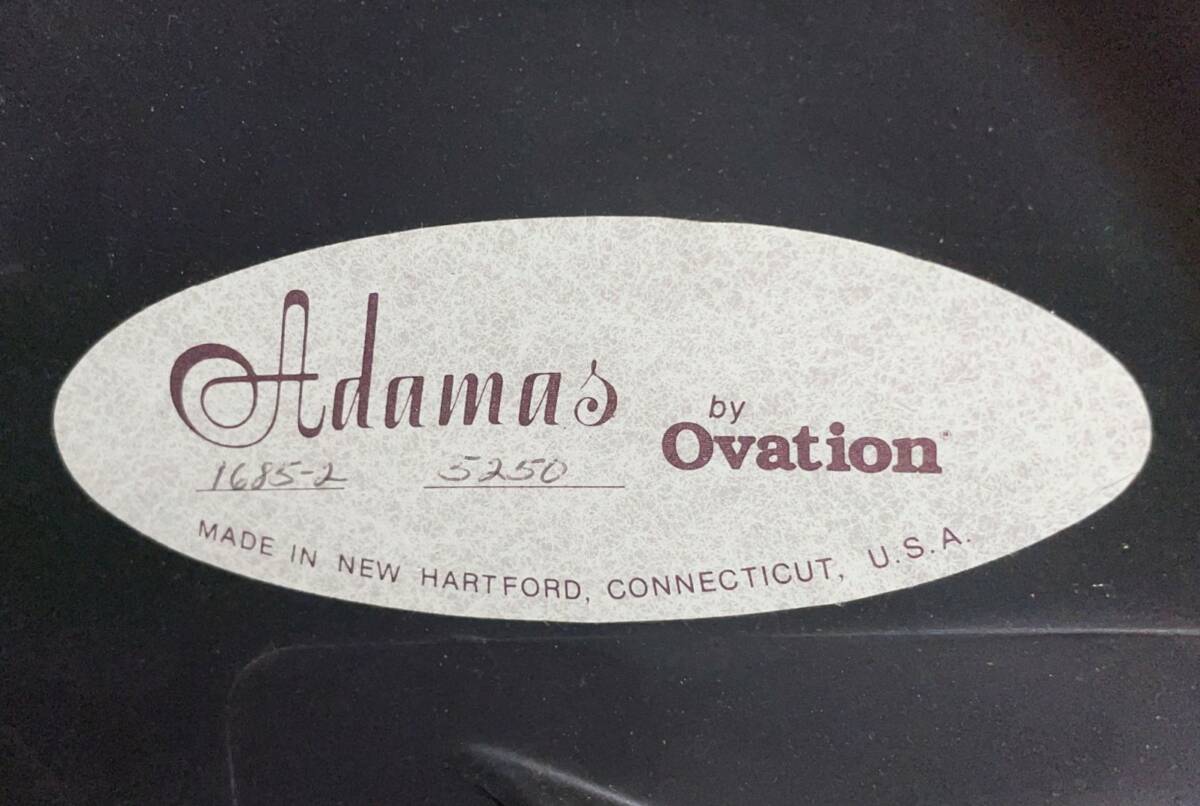 Adamas
by
Ovation
1685-2 5250
MADE IN NEW HARTFORD, CONNECTICUT, U.S.A.